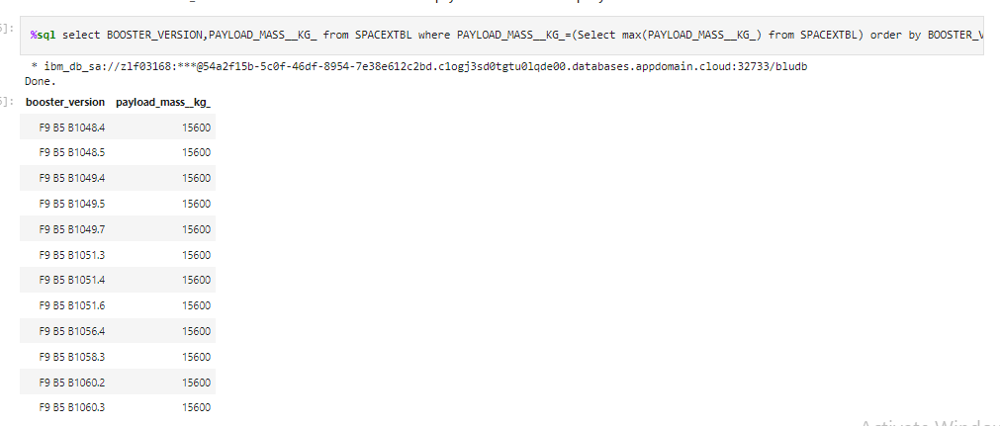 ]:
%sql select BOOSTER_VERSION,PAYLOAD_MASS__KG_ from SPACEXTBL where PAYLOAD_MASS__KG_=(Select max(PAYLOAD_MASS__KG_) from SPACEXTBL) order by BOOSTER_V
* ibm_db_sa://zlf03168:***@54a2f15b-5c0f-46df-8954-7e38e612c2bd.c1ogj3sd0tgtu0lqde00.databases.appdomain.cloud:32733/bludb
Done.
]: booster_version payload_mass__kg_
F9 B5 B1048.4 15600
F9 B5 B1048.5 15600
F9 B5 B1049.4 15600
F9 B5 B1049.5 15600
F9 B5 B1049.7 15600
F9 B5 B1051.3 15600
F9 B5 B1051.4 15600
F9 B5 B1051.6 15600
F9 B5 B1056.4 15600
F9 B5 B1058.3 15600
F9 B5 B1060.2 15600
F9 B5 B1060.3 15600